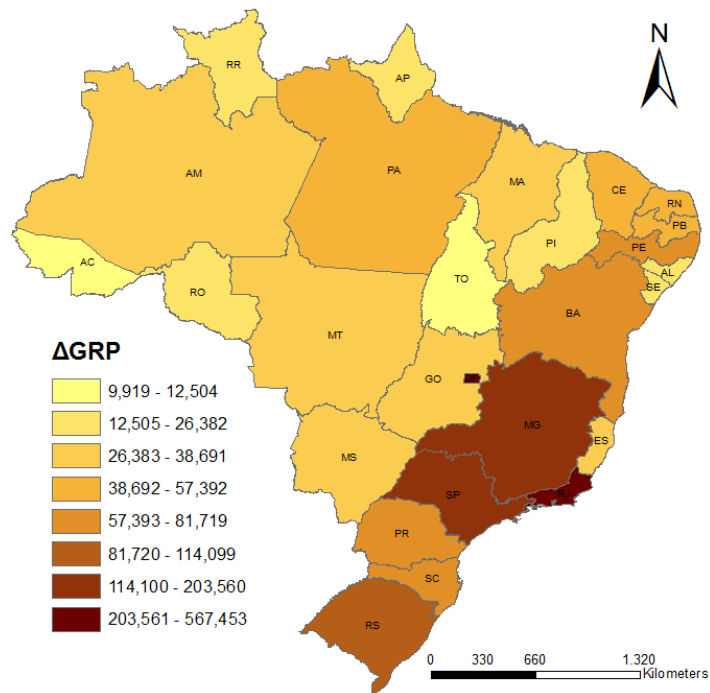 N
RR
AP
AM
PA
MA
CE
RN
PB
PI
PE
AC
TO
AL
SE
RO
BA
MT
ΔGRP
GO
9,919 - 12,504
12,505 - 26,382
MG
ES
26,383 - 38,691
MS
38,692 - 57,392
SP
RJ
57,393 - 81,719
PR
81,720 - 114,099
SC
114,100 - 203,560
203,561 - 567,453
RS
0 330 660 1.320
Kilometers